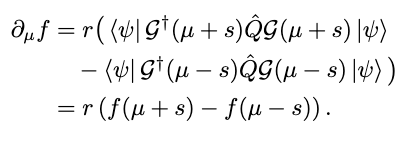 ∂_μ f = r( ⟨ψ| 𝒢†(μ + s)Q̂𝒢(μ + s) |ψ⟩
− ⟨ψ| 𝒢†(μ − s)Q̂𝒢(μ − s) |ψ⟩ )
= r (f(μ + s) − f(μ − s)) .